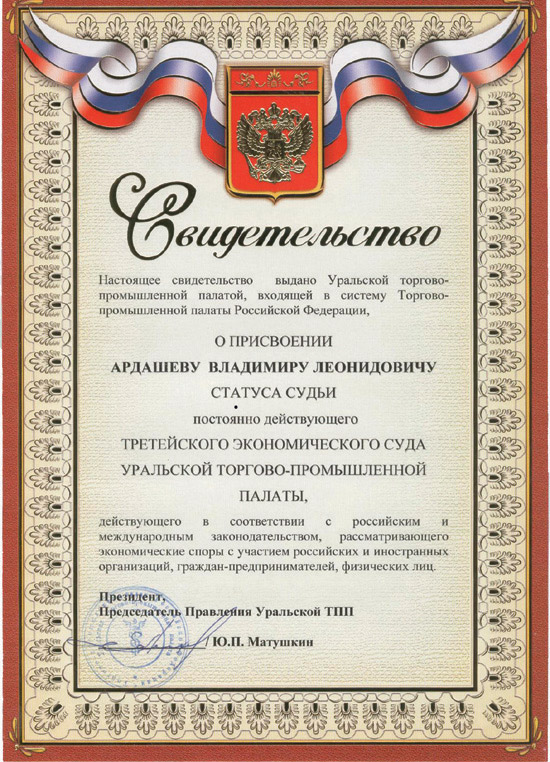 Свидетельство
Настоящее свидетельство выдано Уральской торгово-
промышленной палатой, входящей в систему Торгово-
промышленной палаты Российской Федерации,
О ПРИСВОЕНИИ
АРДАШЕВУ ВЛАДИМИРУ ЛЕОНИДОВИЧУ
СТАТУСА СУДЬИ
постоянно действующего
ТРЕТЕЙСКОГО ЭКОНОМИЧЕСКОГО СУДА
УРАЛЬСКОЙ ТОРГОВО-ПРОМЫШЛЕННОЙ
ПАЛАТЫ,
действующего в соответствии с российским и
международным законодательством, рассматривающего
экономические споры с участием российских и иностранных
организаций, граждан-предпринимателей, физических лиц.
Президент,
Председатель Правления Уральской ТПП
/ Ю.П. Матушкин